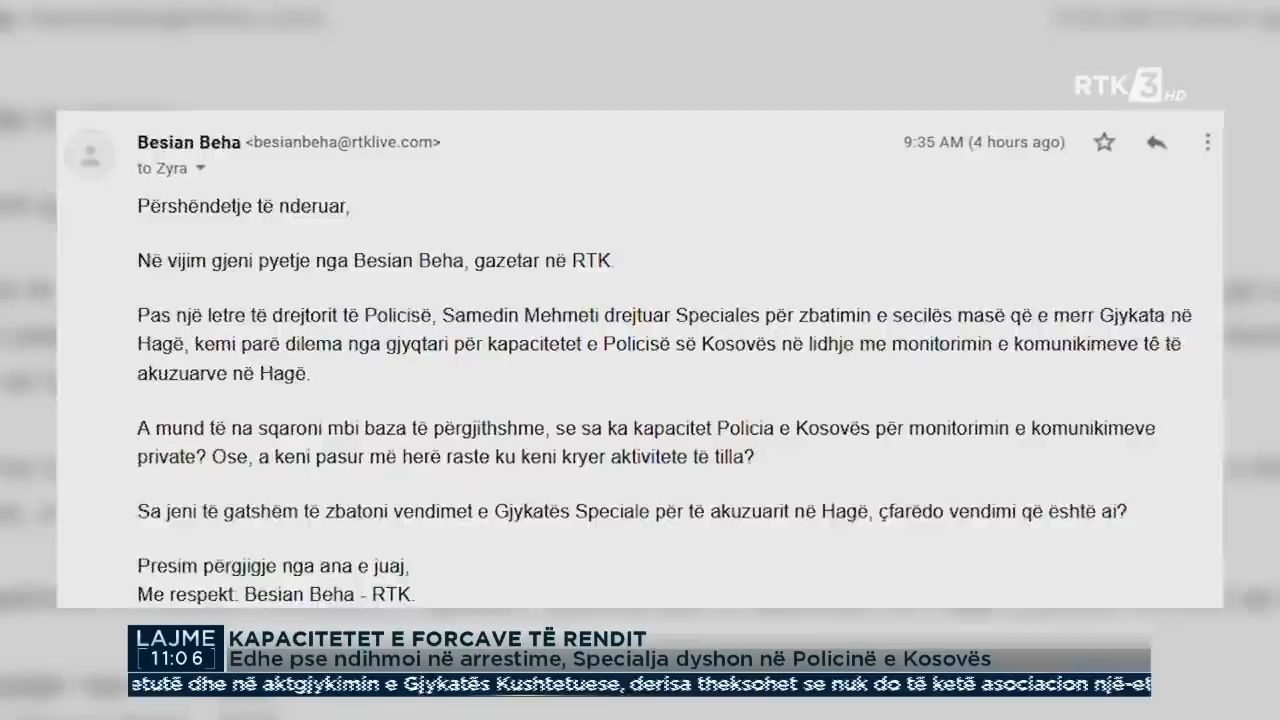 RTK 3 HD
Besian Beha <besianbeha@rtklive.com>
9:35 AM (4 hours ago)
to Zyra
Përshëndetje të nderuar,
Në vijim gjeni pyetje nga Besian Beha, gazetar në RTK.
Pas një letre të drejtorit të Policisë, Samedin Mehmeti drejtuar Speciales për zbatimin e secilës masë që e merr Gjykata në
Hagë, kemi parë dilema nga gjyqtari për kapacitetet e Policisë së Kosovës në lidhje me monitorimin e komunikimeve të të
akuzuarve në Hagë.
A mund të na sqaroni mbi baza të përgjithshme, se sa ka kapacitet Policia e Kosovës për monitorimin e komunikimeve
private? Ose, a keni pasur më herë raste ku keni kryer aktivitete të tilla?
Sa jeni të gatshëm të zbatoni vendimet e Gjykatës Speciale për të akuzuarit në Hagë, çfarëdo vendimi që është ai?
Presim përgjigje nga ana e juaj,
Me respekt: Besian Beha - RTK.
LAJME
11:06
KAPACITETET E FORCAVE TË RENDIT
Edhe pse ndihmoi në arrestime, Specialja dyshon në Policinë e Kosovës
etutë dhe në aktgjykimin e Gjykatës Kushtetuese, derisa theksohet se nuk do të ketë asociacion një-et